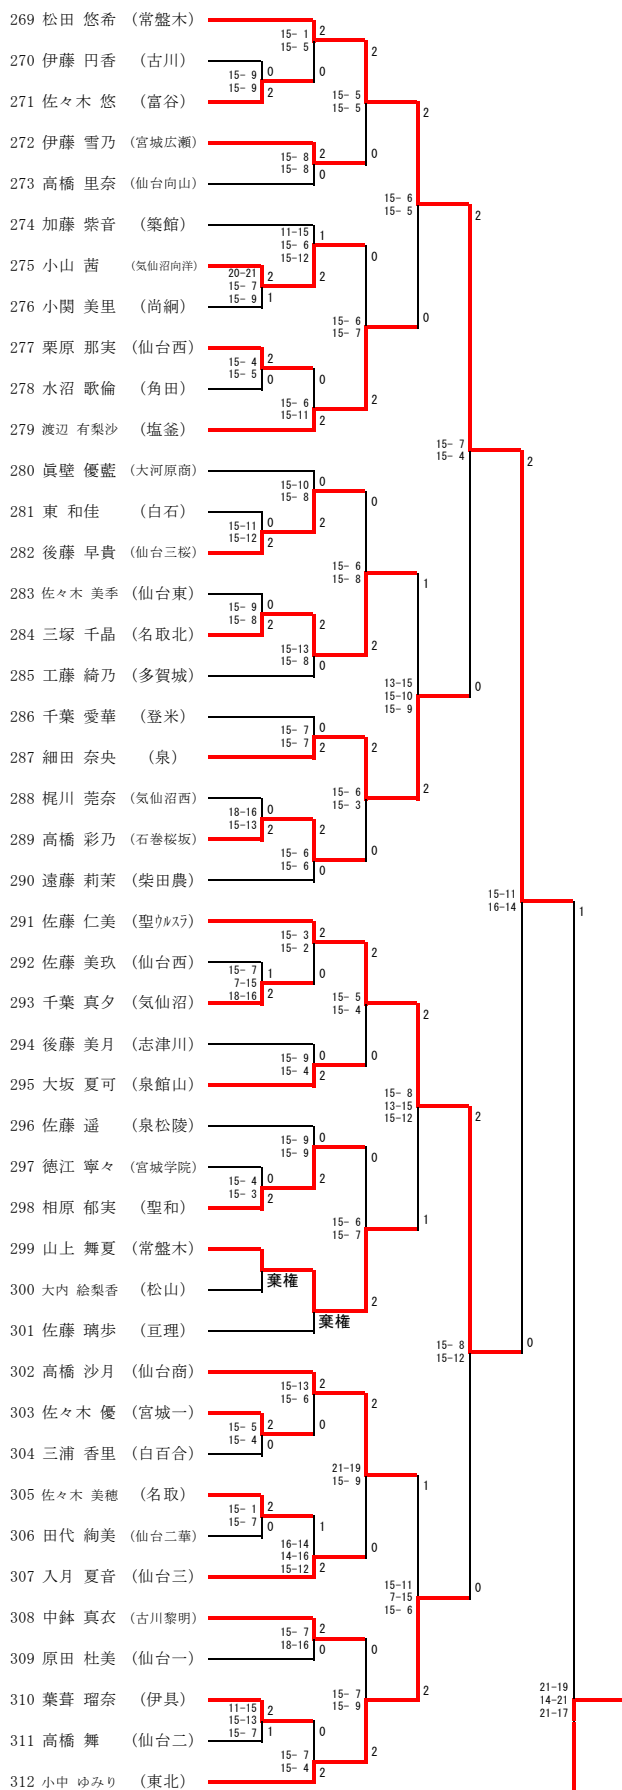 269 松田 悠希 (常盤木)
15- 1 2
15- 5
2
270 伊藤 円香 (古川)
15- 9 0 0
15- 9 2
15- 5
15- 5
271 佐々木 悠 (富谷)
2
272 伊藤 雪乃 (宮城広瀬)
15- 8 2 0
15- 8 0
273 高橋 里奈 (仙台向山)
15- 6
15- 5 2
274 加藤 紫音 (築館)
11-15 1
15- 6
15-12 2 0
275 小山 茜 (気仙沼向洋)
20-21 2
15- 7
15- 9 1
276 小関 美里 (尚絅)
15- 6 0
15- 7
277 栗原 那実 (仙台西)
15- 4 2 0
15- 5 0
278 水沼 歌倫 (角田)
15- 6 2
15-11 2
279 渡辺 有梨沙 (塩釜)
15- 7
15- 4 2
280 眞壁 優藍 (大河原商)
15-10 0
15- 8 0
281 東 和佳 (白石)
15-11 0 2
15-12 2
282 後藤 早貴 (仙台三桜)
15- 6
15- 8 1
283 佐々木 美季 (仙台東)
15- 9 0
15- 8 2 2
284 三塚 千晶 (名取北)
15-13 2
15- 8 0
285 工藤 綺乃 (多賀城)
13-15 0
15-10
15- 9
286 千葉 愛華 (登米)
15- 7 0
15- 7 2 2
287 細田 奈央 (泉)
15- 6 2
15- 3
288 梶川 莞奈 (気仙沼西)
18-16 0
15-13 2 2
289 高橋 彩乃 (石巻桜坂)
15- 6 0
15- 6 0
290 遠藤 莉茉 (柴田農)
15-11
16-14 1
291 佐藤 仁美 (聖ウルスラ)
15- 3 2
15- 2 2
292 佐藤 美玖 (仙台西)
15- 7 1 0
7-15
18-16 2
293 千葉 真夕 (気仙沼)
15- 5
15- 4 2
294 後藤 美月 (志津川)
15- 9 0 0
15- 4 2
295 大坂 夏可 (泉館山)
15- 8
13-15
15-12 2
296 佐藤 遥 (泉松陵)
15- 9 0
15- 9 0
297 徳江 寧々 (宮城学院)
15- 4 0 2
15- 3 2
298 相原 郁実 (聖和)
15- 6 1
15- 7
299 山上 舞夏 (常盤木)
棄権
300 大内 絵梨香 (松山)
2
棄権
301 佐藤 璃歩 (亘理)
15- 8 0
15-12
302 高橋 沙月 (仙台商)
15-13 2
15- 6 2
303 佐々木 優 (宮城一)
15- 5 2 0
15- 4 0
304 三浦 香里 (白百合)
21-19
15- 9 1
305 佐々木 美穂 (名取)
15- 1 2
15- 7 0 1
306 田代 絢美 (仙台二華)
16-14 0
14-16
15-12 2
307 入月 夏音 (仙台三)
15-11 0
7-15
15- 6
308 中鉢 真衣 (古川黎明)
15- 7 2
18-16 0 0
309 原田 杜美 (仙台一)
15- 7 2
15- 9
310 葉葺 瑠奈 (伊具)
11-15 2
15-13 0
15- 7 1
21-19
14-21
21-17
311 高橋 舞 (仙台二)
15- 7 2
15- 4 2
312 小中 ゆみり (東北)